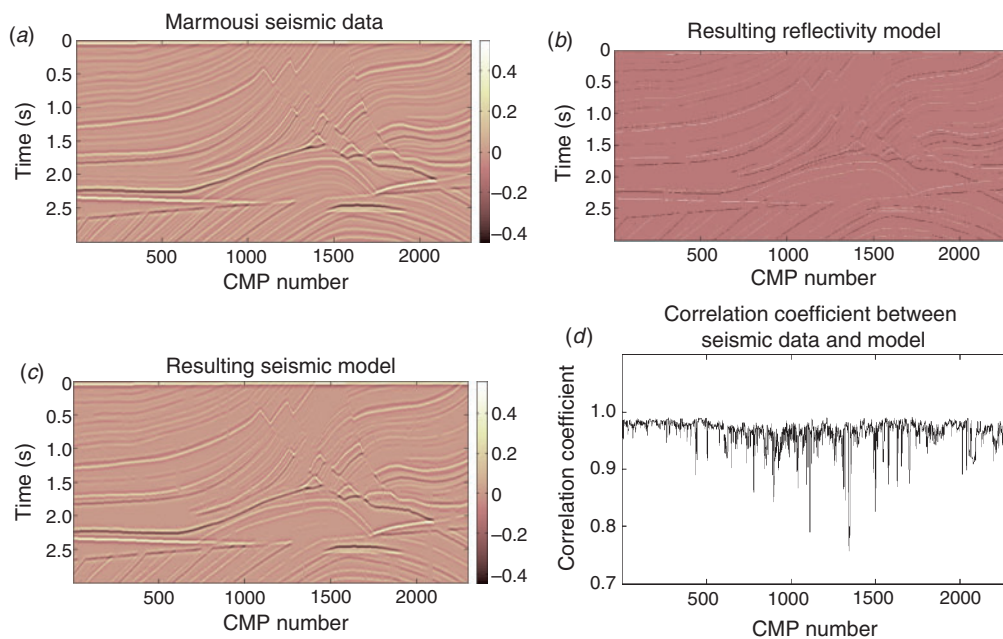 (a)
Marmousi seismic data
0
0.5
1.0
1.5
2.0
2.5
Time (s)
500 1000 1500 2000
CMP number
0.4
0.2
0
−0.2
−0.4
(b)
Resulting reflectivity model
0
0.5
1.0
1.5
2.0
2.5
Time (s)
500 1000 1500 2000
CMP number
(c)
Resulting seismic model
0
0.5
1.0
1.5
2.0
2.5
Time (s)
500 1000 1500 2000
CMP number
0.4
0.2
0
−0.2
−0.4
(d)
Correlation coefficient between
seismic data and model
1.0
0.9
0.8
0.7
Correlation coefficient
500 1000 1500 2000
CMP number